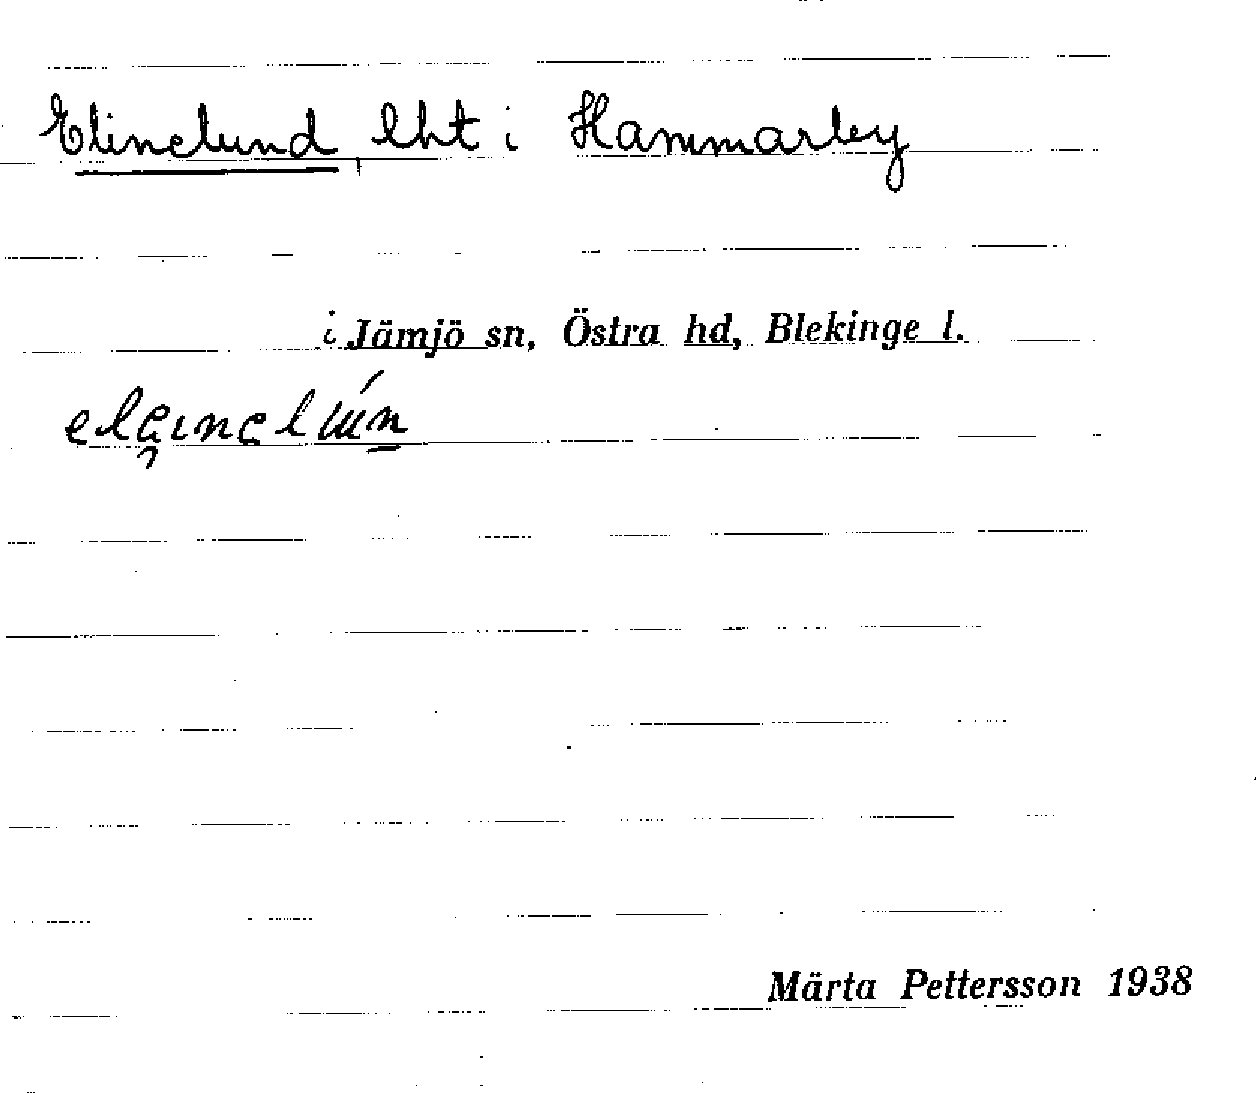 Elinelund, lht i Hammarby
i Jämjö sn, Östra hd, Blekinge l.
Märta Pettersson 1938